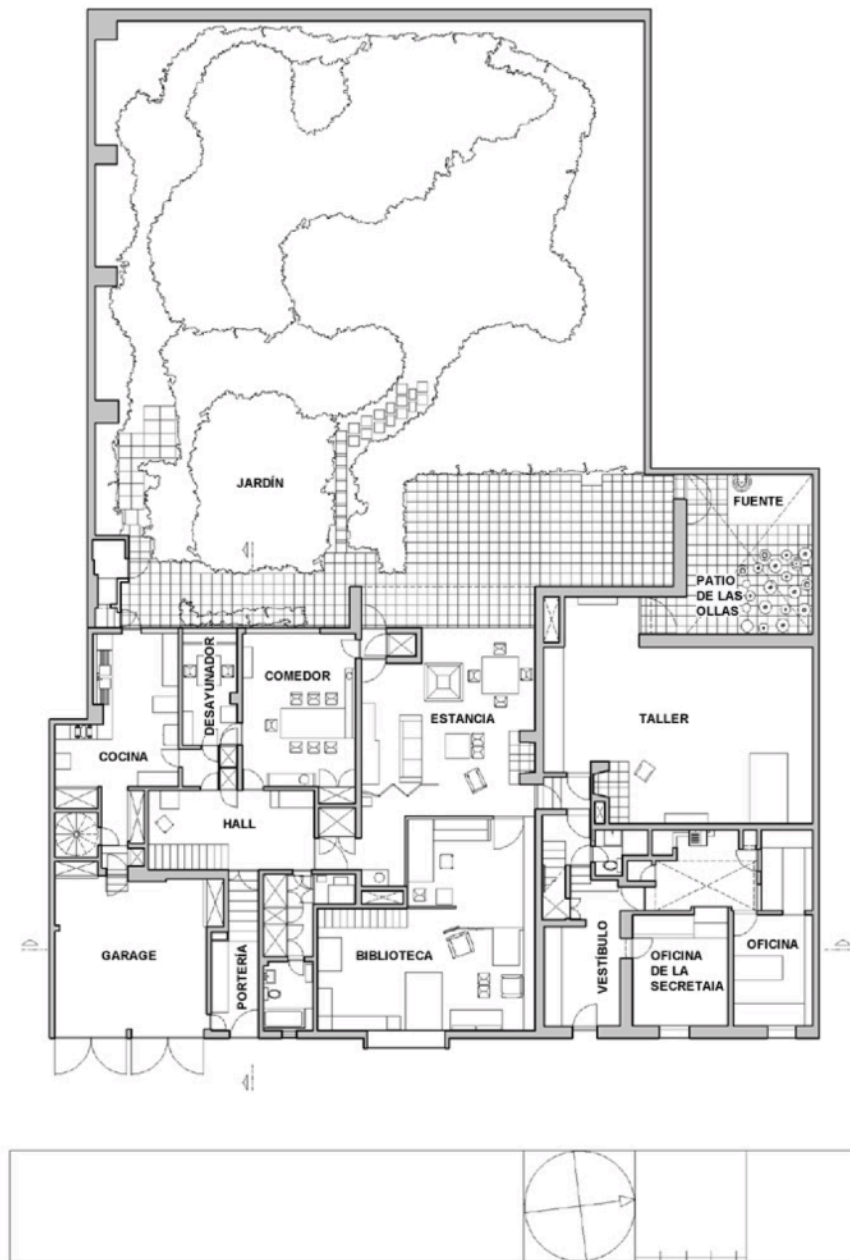 JARDÍN
FUENTE
PATIO
DE LAS
OLLAS
DESAYUNADOR
COMEDOR
ESTANCIA
TALLER
COCINA
HALL
GARAGE
PORTERÍA
BIBLIOTECA
VESTÍBULO
OFICINA
DE LA
SECRETAIA
OFICINA